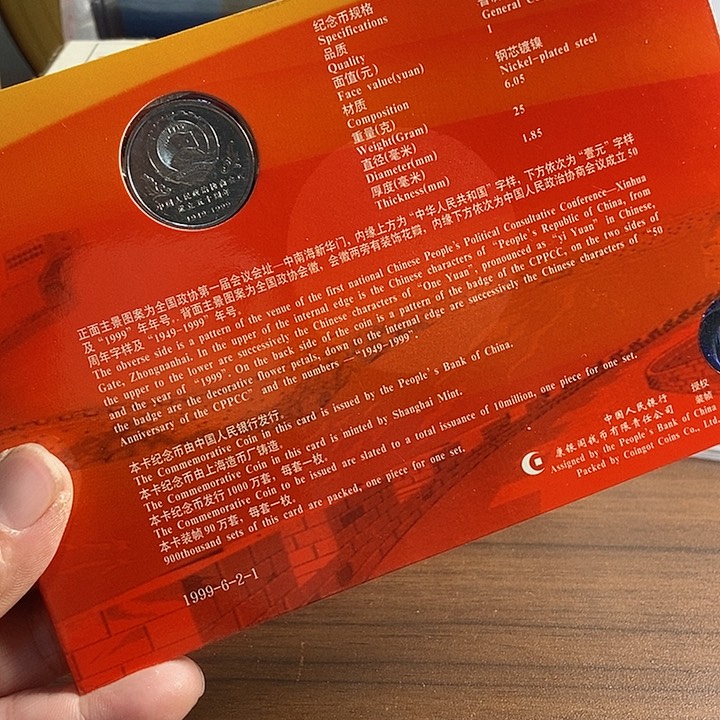 纪念币规格
Specifications
品质
Quality
General
面值(元)
Face value(yuan)
1
材质
Composition
钢芯镀镍
Nickel-plated steel
重量(克)
Weight(Gram)
6.05
直径(毫米)
Diameter(mm)
25
厚度(毫米)
Thickness(mm)
1.85
中国人民政治协商会议
成立五十周年
1949-1999
正面主景图案为全国政协第一届会议会址—中南海新华门，内缘上方为“中华人民共和国”字样，下方依次为“壹元”字样
及“1999”年年号。背面主景图案为全国政协会徽，会徽两旁有装饰花瓣，内缘下方依次为中国人民政治协商会议成立50
周年字样及“1949-1999”年号。
The obverse side is a pattern of the venue of the first national Chinese People's Political Consultative Conference—Xinhua
Gate, Zhongnanhai. In the upper of the internal edge is the Chinese characters of "People's Republic of China, from
the upper to the lower are successively the Chinese characters of "One Yuan', pronounced as "yi Yuan" in Chinese,
and the year of "1999". On the back side of the coin is a pattern of the badge of the CPPCC, on the two sides of
the badge are the decorative flower petals, down to the internal edge are successively the Chinese characters of "50
Anniversary of the CPPCC" and the numbers —"1949-1999".
本卡纪念币由中国人民银行发行。
The Commemorative Coin in this card is issued by the People's Bank of China.
本卡纪念币由上海造币厂铸造。
The Commemorative Coin in this card is minted by Shanghai Mint.
本卡纪念币发行1000万套，每套一枚。
The Commemorative Coin to be issued are slated to a total issuance of 10million, one piece for one set.
本卡装帧90万套，每套一枚。
900thousand sets of this card are packed, one piece for one set.
中国人民银行 授权
康银阁钱币有限责任公司 装帧
Assigned by the People's Bank of China
Packed by Coingot Coins Co., Ltd.
1999-6-2-1